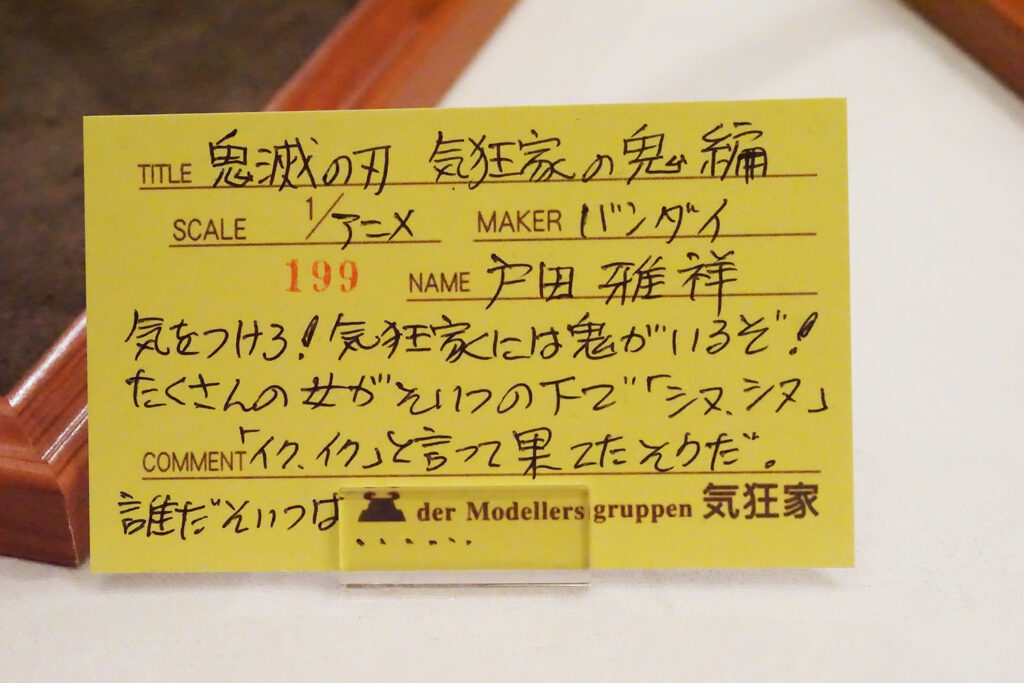 TITLE 鬼滅の刃 気狂家の鬼編
SCALE 1/アニメ MAKER バンダイ
199 NAME 戸田 雅祥
気をつけろ!気狂家には鬼がいるぞ!
たくさんの女がそいつの下で「シヌ、シヌ」
COMMENT「イク、イク」と言って果てたそうだ。
誰だそいつは ......
der Modellers gruppen 気狂家